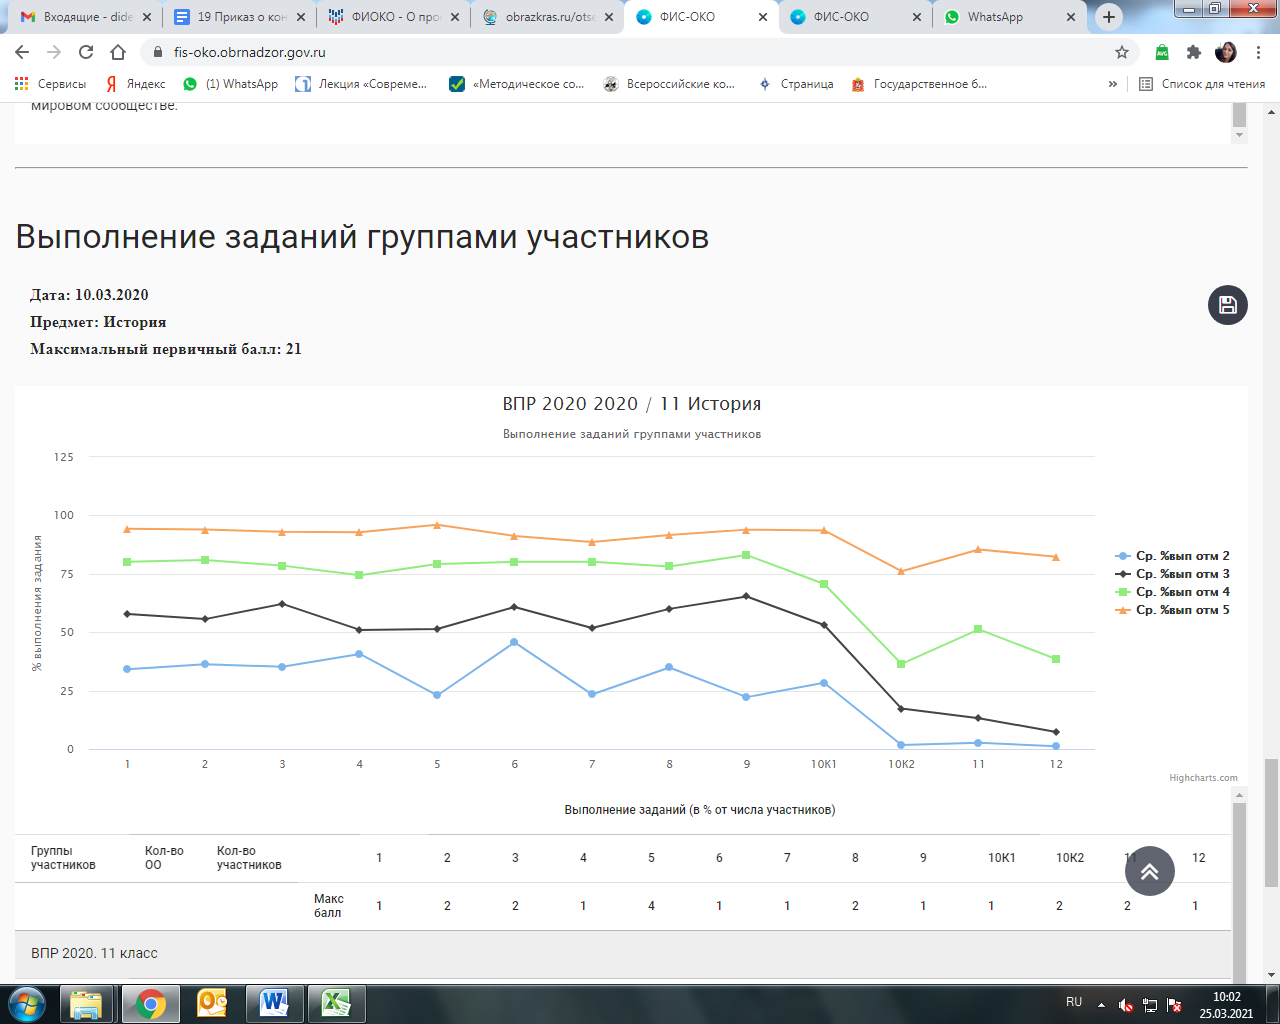 Входящие - dide
19 Приказ о кон
ФИОКО - О про
obrazkras.ru/otse
ФИС-ОКО
ФИС-ОКО
WhatsApp
fis-oko.obrnadzor.gov.ru
Сервисы
Яндекс
(1) WhatsApp
Лекция «Совреме...
«Методическое со...
Всероссийские ко...
Страница
Государственное б...
»
Список для чтения
мировом сообществе.
Выполнение заданий группами участников
Дата: 10.03.2020
Предмет: История
Максимальный первичный балл: 21
ВПР 2020 2020 / 11 История
Выполнение заданий группами участников
% выполнения задания
125
100
75
50
25
0
1 2 3 4 5 6 7 8 9 10К1 10К2 11 12
Ср. %вып отм 2
Ср. %вып отм 3
Ср. %вып отм 4
Ср. %вып отм 5
Highcharts.com
Выполнение заданий (в % от числа участников)
Группы участников Кол-во ОО Кол-во участников 1 2 3 4 5 6 7 8 9 10К1 10К2 11 12
Макс балл 1 2 2 1 4 1 1 2 1 1 2 2 1
ВПР 2020. 11 класс
RU
10:02
25.03.2021